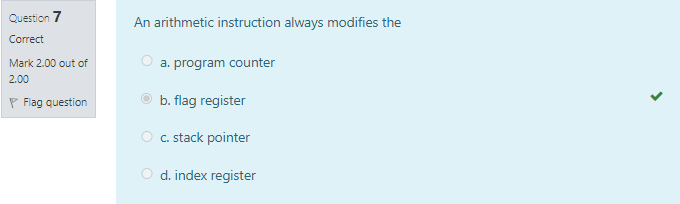 Question 7
Correct
Mark 2.00 out of
2.00
Flag question
An arithmetic instruction always modifies the
a. program counter
b. flag register
c. stack pointer
d. index register